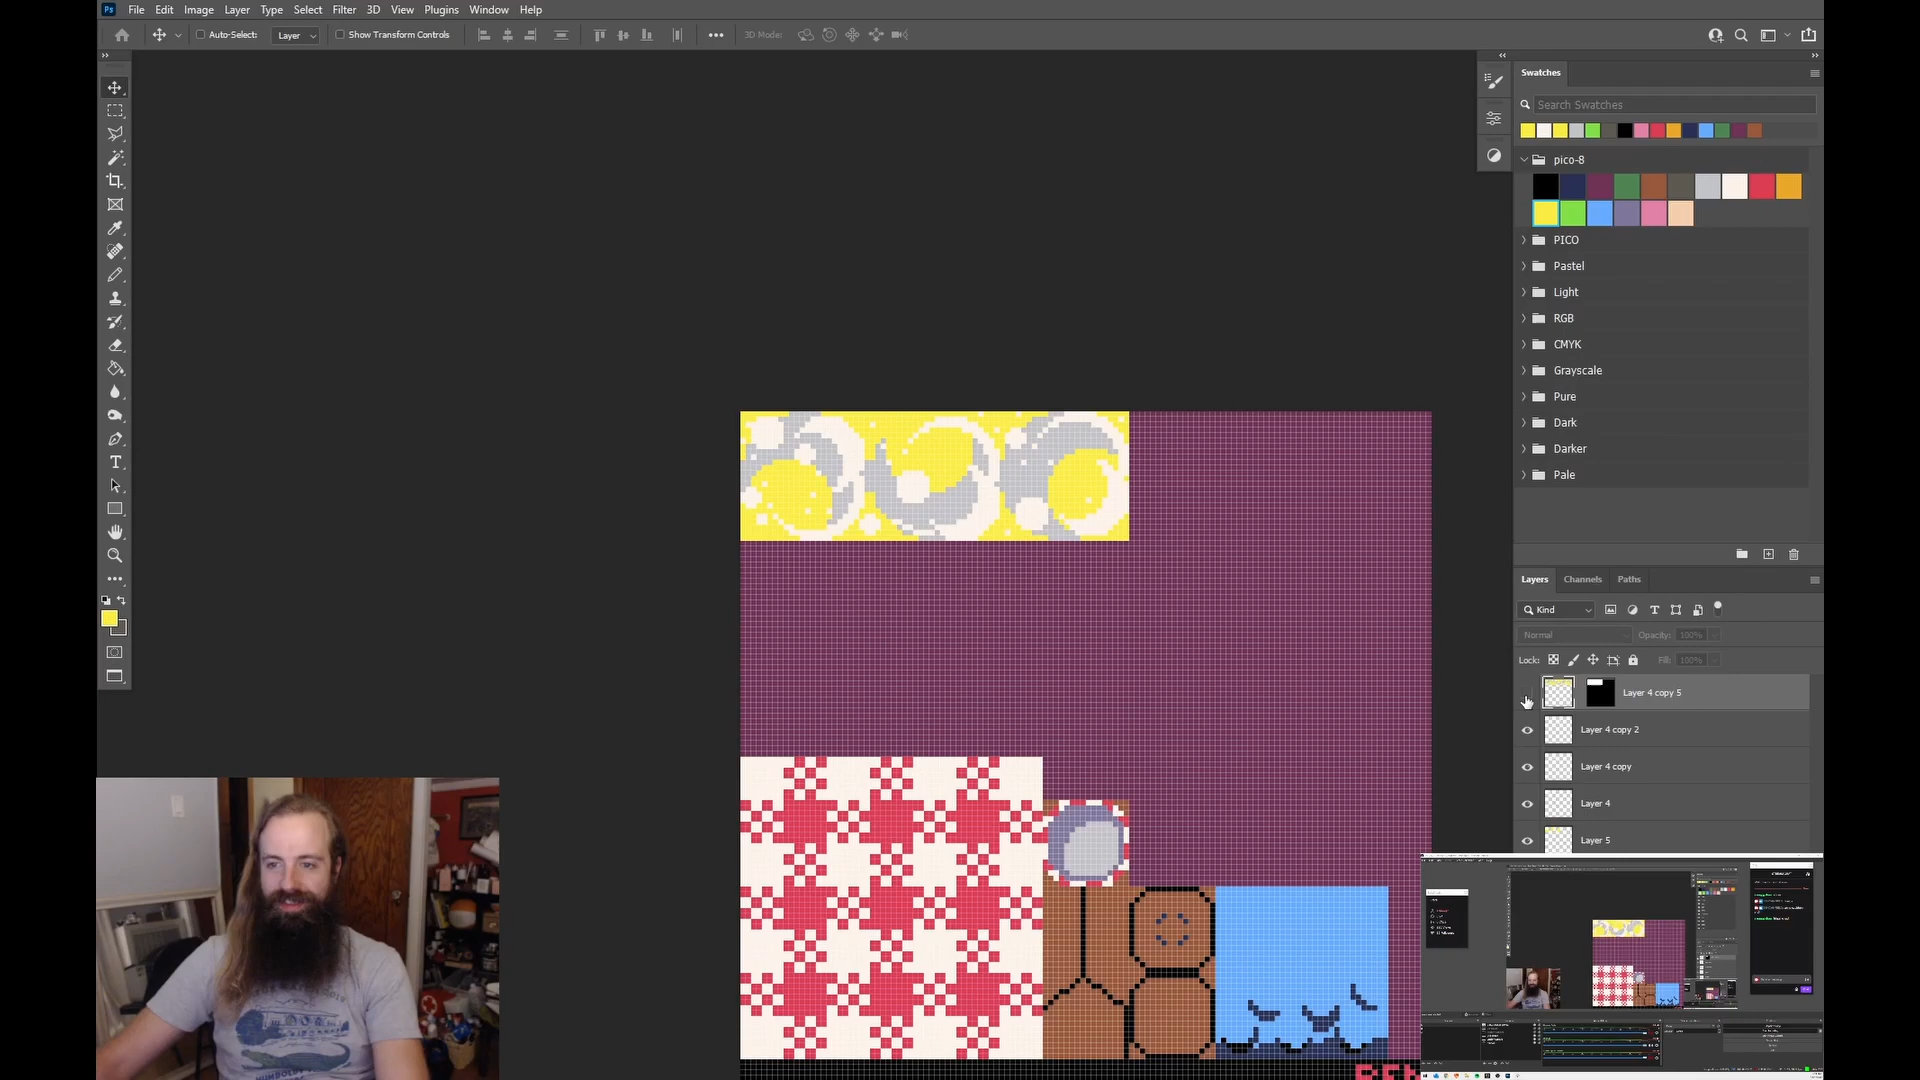 Ps File Edit Image Layer Type Select Filter 3D View Plugins Window Help
Auto-Select: Layer Show Transform Controls 3D Mode:
Swatches
Search Swatches
pico-8
PICO
Pastel
Light
RGB
CMYK
Grayscale
Pure
Dark
Darker
Pale
Layers Channels Paths
Kind
Normal Opacity: 100%
Lock: Fill: 100%
Layer 4 copy 5
Layer 4 copy 2
Layer 4 copy
Layer 4
Layer 5